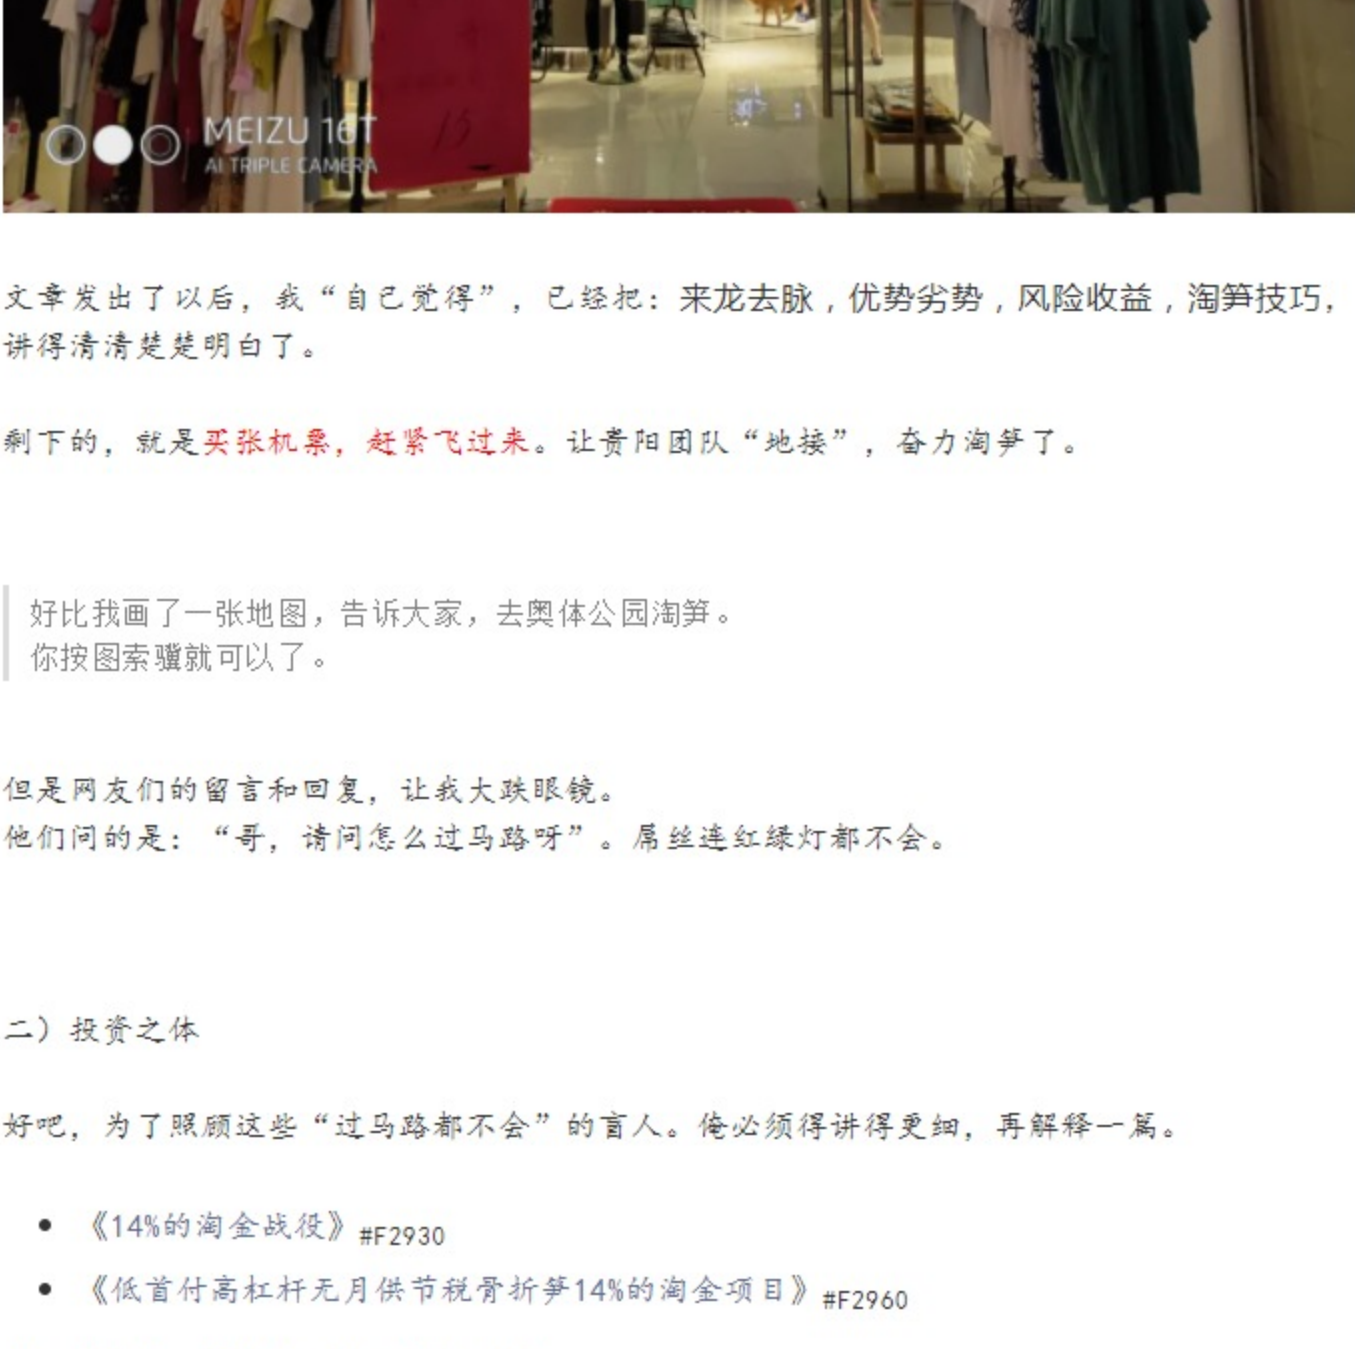 15
MEIZU 16T
AI TRIPLE CAMERA
文章发出了以后，我“自己觉得”，已经把：来龙去脉，优势劣势，风险收益，淘笋技巧，
讲得清清楚楚明白了。
剩下的，就是买张机票，赶紧飞过来。让贵阳团队“地接”，奋力淘笋了。
好比我画了一张地图，告诉大家，去奥体公园淘笋。
你按图索骥就可以了。
但是网友们的留言和回复，让我大跌眼镜。
他们问的是：“哥，请问怎么过马路呀”。屌丝连红绿灯都不会。
二）投资之体
好吧，为了照顾这些“过马路都不会”的盲人。俺必须得讲得更细，再解释一篇。
《14%的淘金战役》#F2930
《低首付高杠杆无月供节税骨折笋14%的淘金项目》#F2960